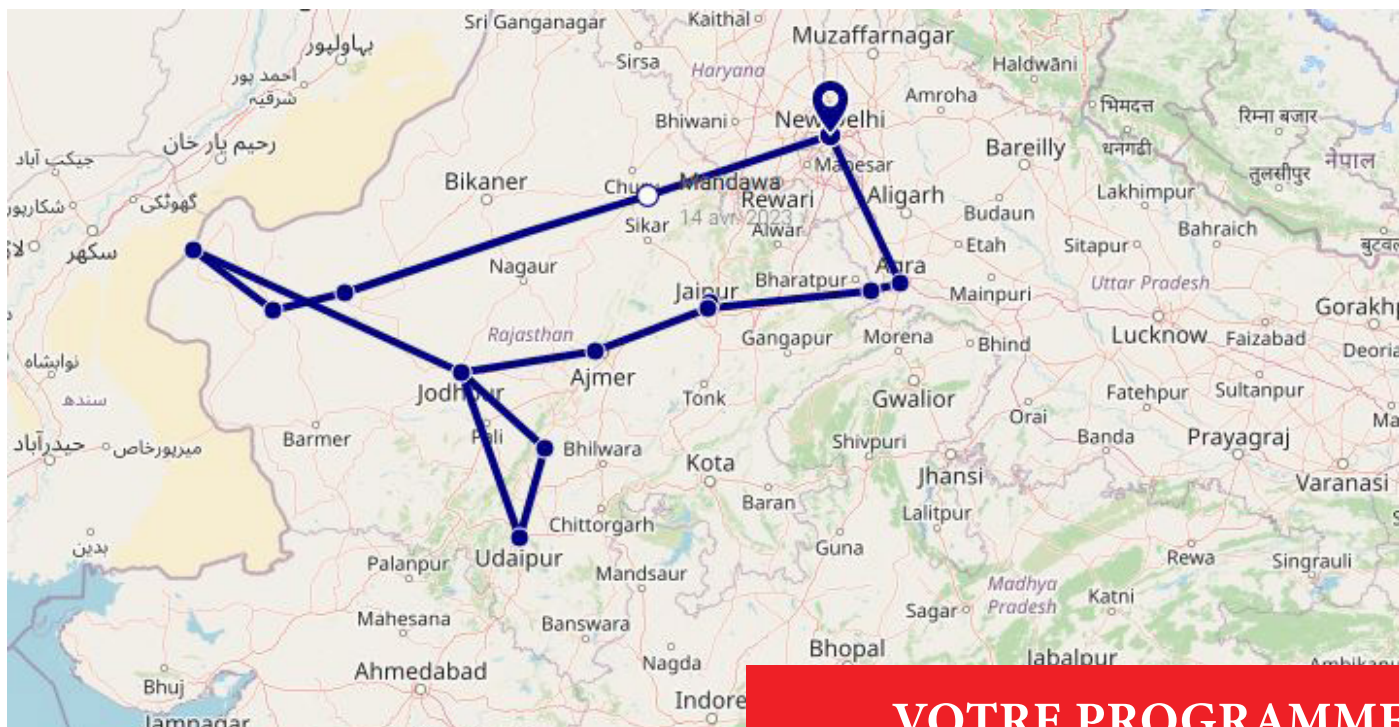 Sri Ganganagar
Kaithal
Muzaffarnagar
بہاولپور
Sirsa
Haryana
Haldwāni
احمد پور
شرقیہ
Amroha
भिमदत्त
रिम्ना बजार
Bhiwani
New Delhi
رحیم یار خان
धनगढी
नेपाल
جیکب آباد
Manesar
Bareilly
तुलसीपुर
Bikaner
Churu
Mandawa
Aligarh
Lakhimpur
گھوٹکی
شکارپور
Rewari
14 avr. 2023
Budaun
Sikar
Alwar
Bahraich
سکھر
Etah
Sitapur
Nagaur
Bharatpur
Agra
Mainpuri
Uttar Pradesh
Jaipur
Gorakhp
Rajasthan
Gangapur
Morena
Bhind
Lucknow
Faizabad
Deoria
نوابشاہ
Ajmer
Jodhpur
Tonk
Gwalior
Fatehpur
Sultanpur
سندھ
Orai
Ma
Barmer
Pali
Bhilwara
Shivpuri
Banda
Prayagraj
حیدرآباد
میرپورخاص
Kota
Jhansi
Varanasi
Baran
Chittorgarh
Lalitpur
بدین
Udaipur
Guna
Rewa
Palanpur
Mandsaur
Singrauli
Madhya
Pradesh
Katni
Sagar
Mahesana
Banswara
Bhopal
Nagda
Jabalpur
Ahmedabad
Ambikapu
Bhuj
Indore
Jamnagar
VOTRE PROGRAMME